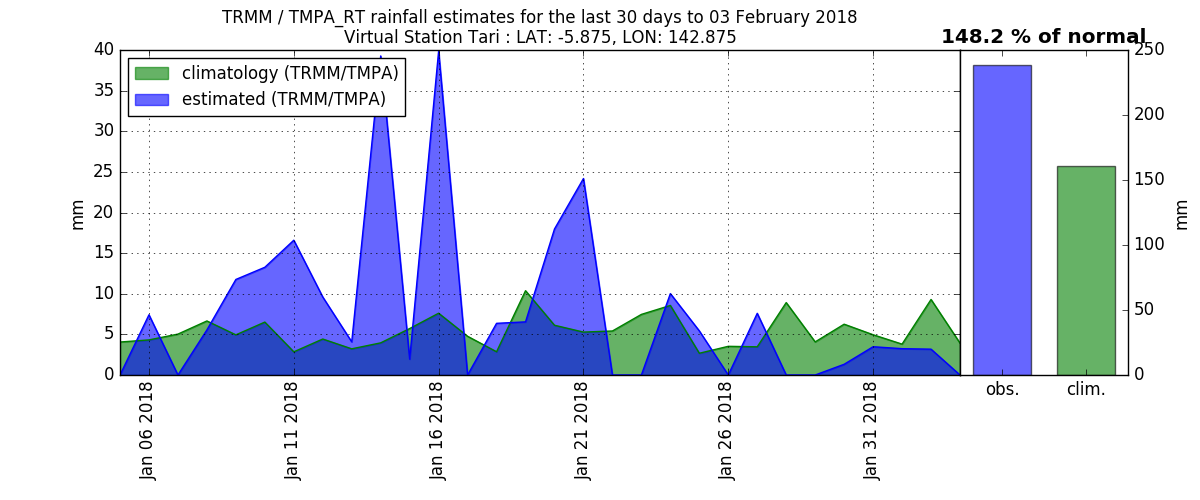 TRMM / TMPA_RT rainfall estimates for the last 30 days to 03 February 2018
Virtual Station Tari : LAT: -5.875, LON: 142.875
148.2 % of normal
climatology (TRMM/TMPA)
estimated (TRMM/TMPA)
mm
40
35
30
25
20
15
10
5
0
Jan 06 2018
Jan 11 2018
Jan 16 2018
Jan 21 2018
Jan 26 2018
Jan 31 2018
obs.
clim.
250
200
150
100
50
0
mm